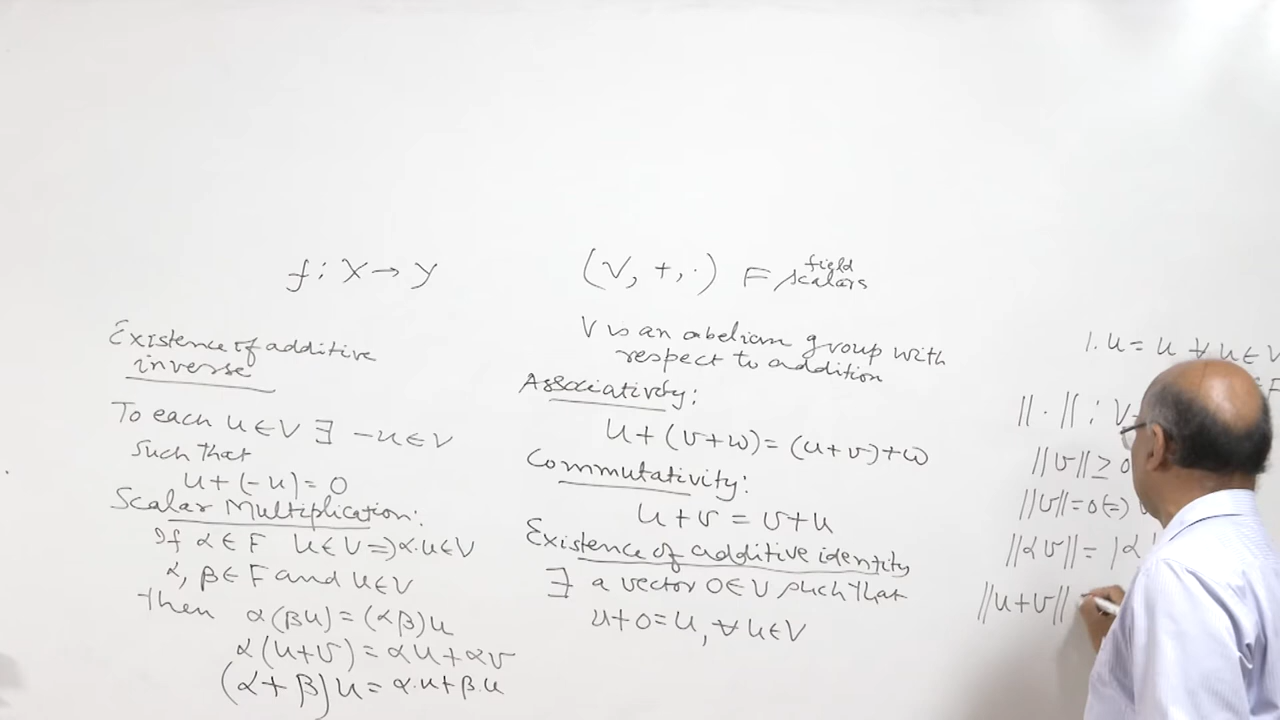 f: X → Y
(V, +, ·) F field scalars
V is an abelian group with
respect to addition
Associativity:
u + (v+w) = (u+v)+w
Commutativity:
u + v = v + u
Existence of additive identity
∃ a vector 0 ∈ V such that
u + 0 = u, ∀ u ∈ V
Existence of additive
inverse
To each u ∈ V ∃ -u ∈ V
such that
u + (-u) = 0
Scalar Multiplication:
If α ∈ F u ∈ V ⇒ α.u ∈ V
α, β ∈ F and u ∈ V
then α(βu) = (αβ)u
α(u+v) = αu + αv
(α+β)u = α.u + β.u
1. u = u ∀ u ∈ V
||·|| : V
||v|| ≥ 0
||v|| = 0 (=)
||αv|| = |α
||u+v||